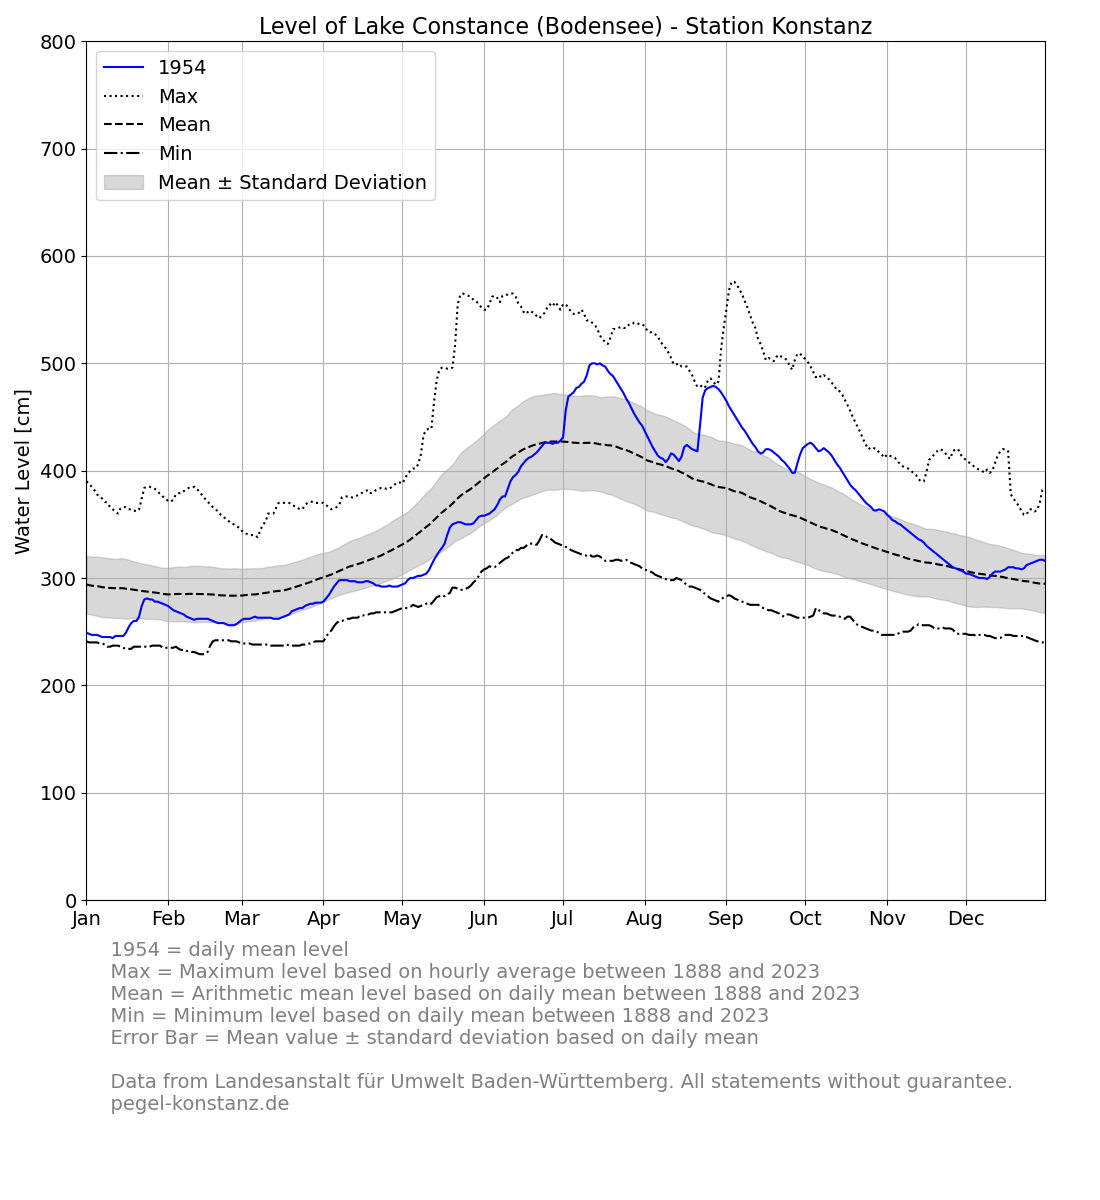 Level of Lake Constance (Bodensee) - Station Konstanz
800
700
600
500
400
300
200
100
0
Water Level [cm]
1954
Max
Mean
Min
Mean ± Standard Deviation
Jan Feb Mar Apr May Jun Jul Aug Sep Oct Nov Dec
1954 = daily mean level
Max = Maximum level based on hourly average between 1888 and 2023
Mean = Arithmetic mean level based on daily mean between 1888 and 2023
Min = Minimum level based on daily mean between 1888 and 2023
Error Bar = Mean value ± standard deviation based on daily mean
Data from Landesanstalt für Umwelt Baden-Württemberg. All statements without guarantee.
pegel-konstanz.de